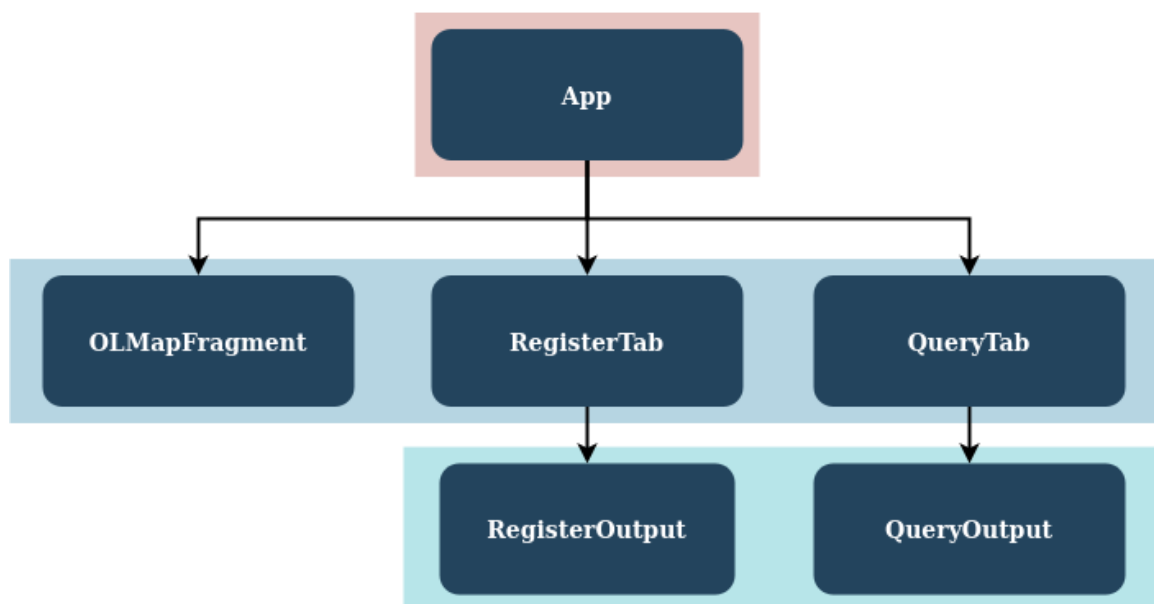 App
OLMapFragment
RegisterTab
QueryTab
RegisterOutput
QueryOutput